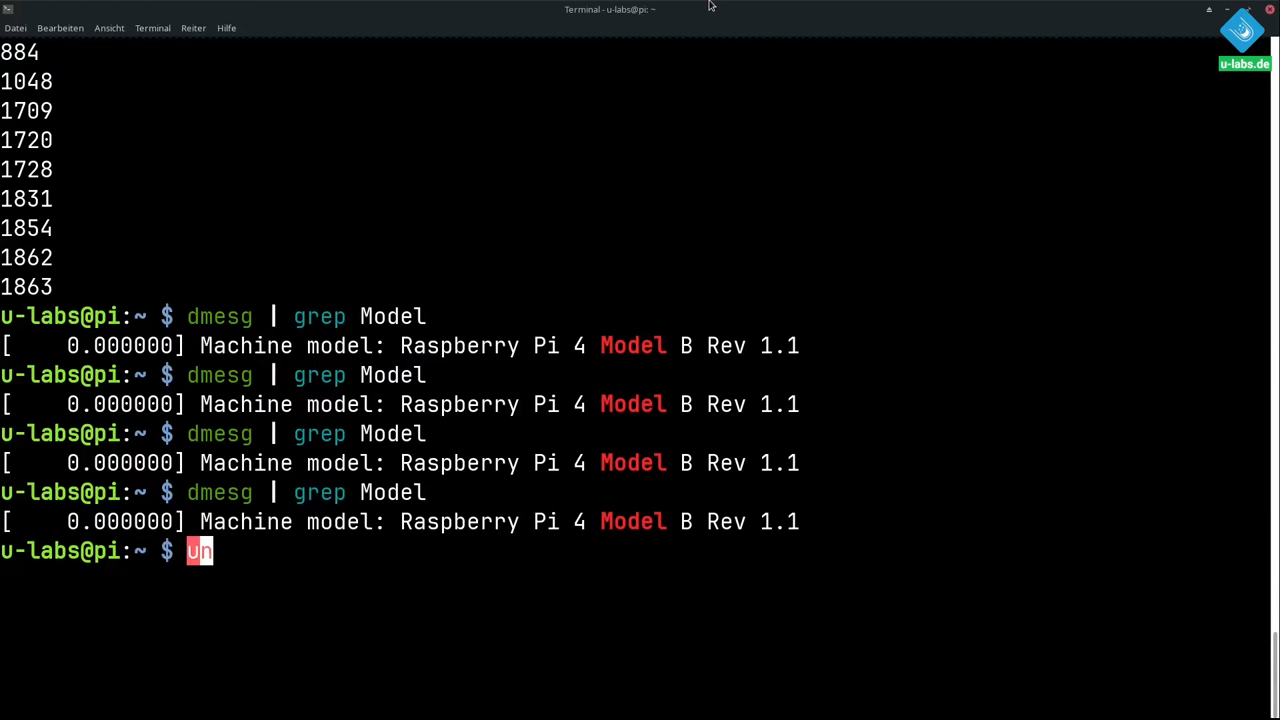 Terminal - u-labs@pi: ~
Datei Bearbeiten Ansicht Terminal Reiter Hilfe
u-labs.de
884
1048
1709
1720
1728
1831
1854
1862
1863
u-labs@pi:~ $ dmesg | grep Model
[    0.000000] Machine model: Raspberry Pi 4 Model B Rev 1.1
u-labs@pi:~ $ dmesg | grep Model
[    0.000000] Machine model: Raspberry Pi 4 Model B Rev 1.1
u-labs@pi:~ $ dmesg | grep Model
[    0.000000] Machine model: Raspberry Pi 4 Model B Rev 1.1
u-labs@pi:~ $ dmesg | grep Model
[    0.000000] Machine model: Raspberry Pi 4 Model B Rev 1.1
u-labs@pi:~ $ un